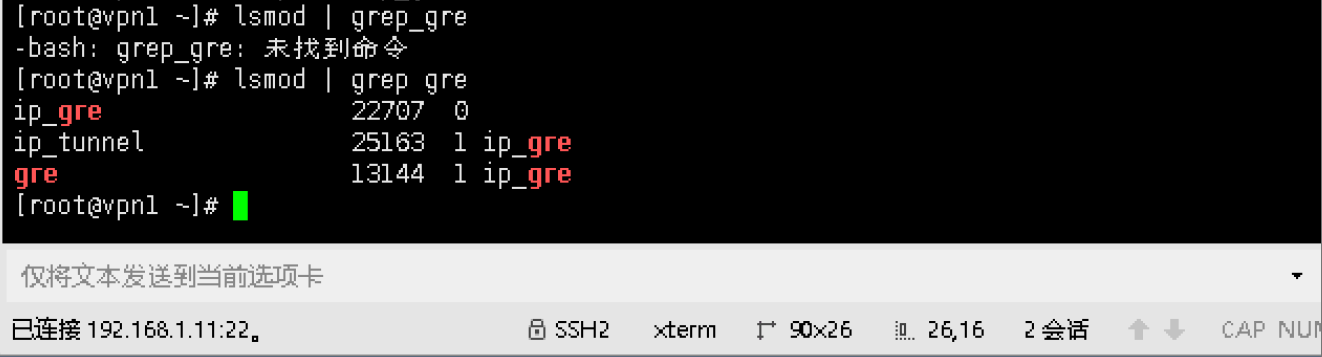 [root@vpn1 ~]# lsmod | grep_gre
-bash: grep_gre: 未找到命令
[root@vpn1 ~]# lsmod | grep gre
ip_gre 22707 0
ip_tunnel 25163 1 ip_gre
gre 13144 1 ip_gre
[root@vpn1 ~]#
仅将文本发送到当前选项卡
已连接 192.168.1.11:22。 SSH2 xterm 90×26 26,16 2 会话 CAP NUM